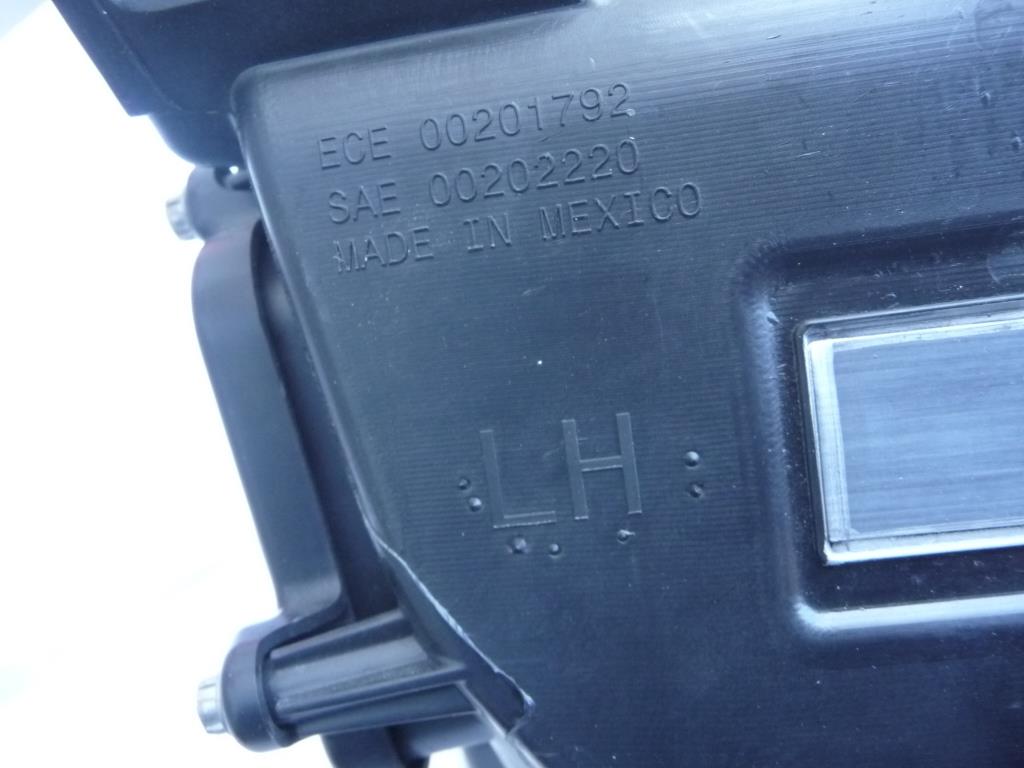 ECE 00201792
SAE 00202220
MADE IN MEXICO
LH